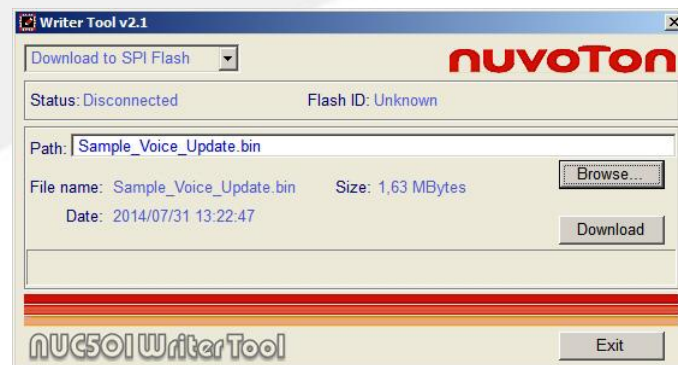 Writer Tool v2.1
Download to SPI Flash
nuvoTon
Status: Disconnected Flash ID: Unknown
Path: Sample_Voice_Update.bin
Browse...
File name: Sample_Voice_Update.bin Size: 1,63 MBytes
Date: 2014/07/31 13:22:47
Download
NUC501 Writer Tool
Exit